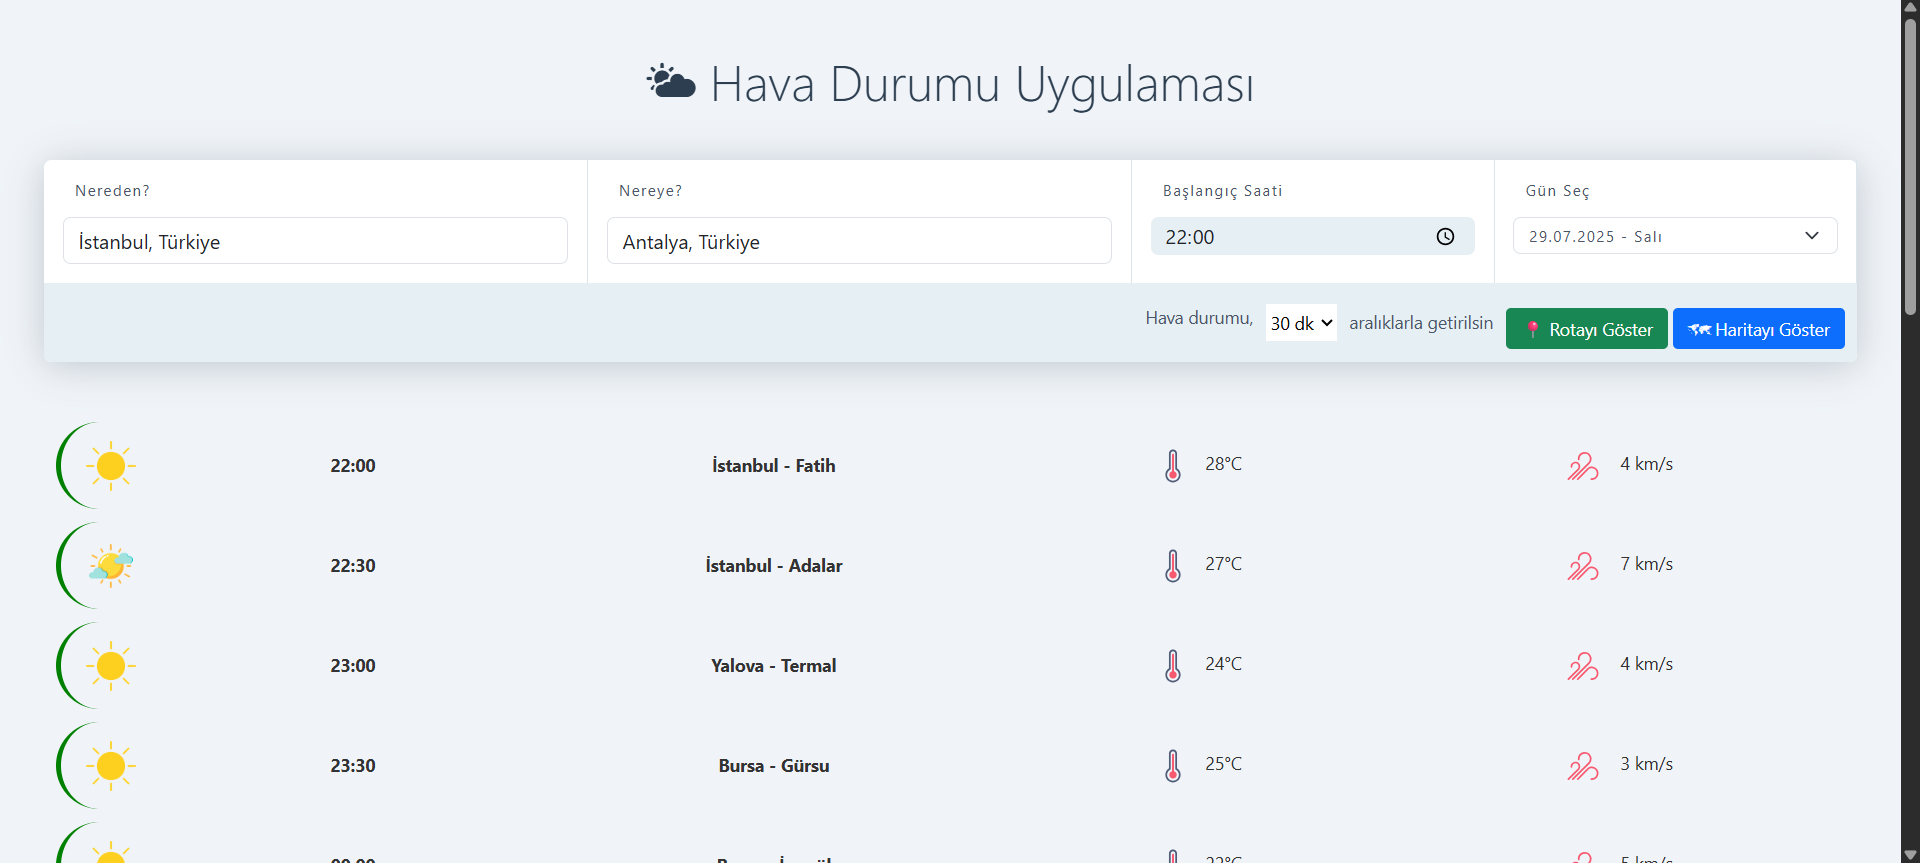 Hava Durumu Uygulaması
Nereden?
Nereye?
Başlangıç Saati
Gün Seç
İstanbul, Türkiye
Antalya, Türkiye
22:00
29.07.2025 - Salı
Hava durumu, 30 dk aralıklarla getirilsin
Rotayı Göster
Haritayı Göster
22:00 İstanbul - Fatih 28°C 4 km/s
22:30 İstanbul - Adalar 27°C 7 km/s
23:00 Yalova - Termal 24°C 4 km/s
23:30 Bursa - Gürsu 25°C 3 km/s